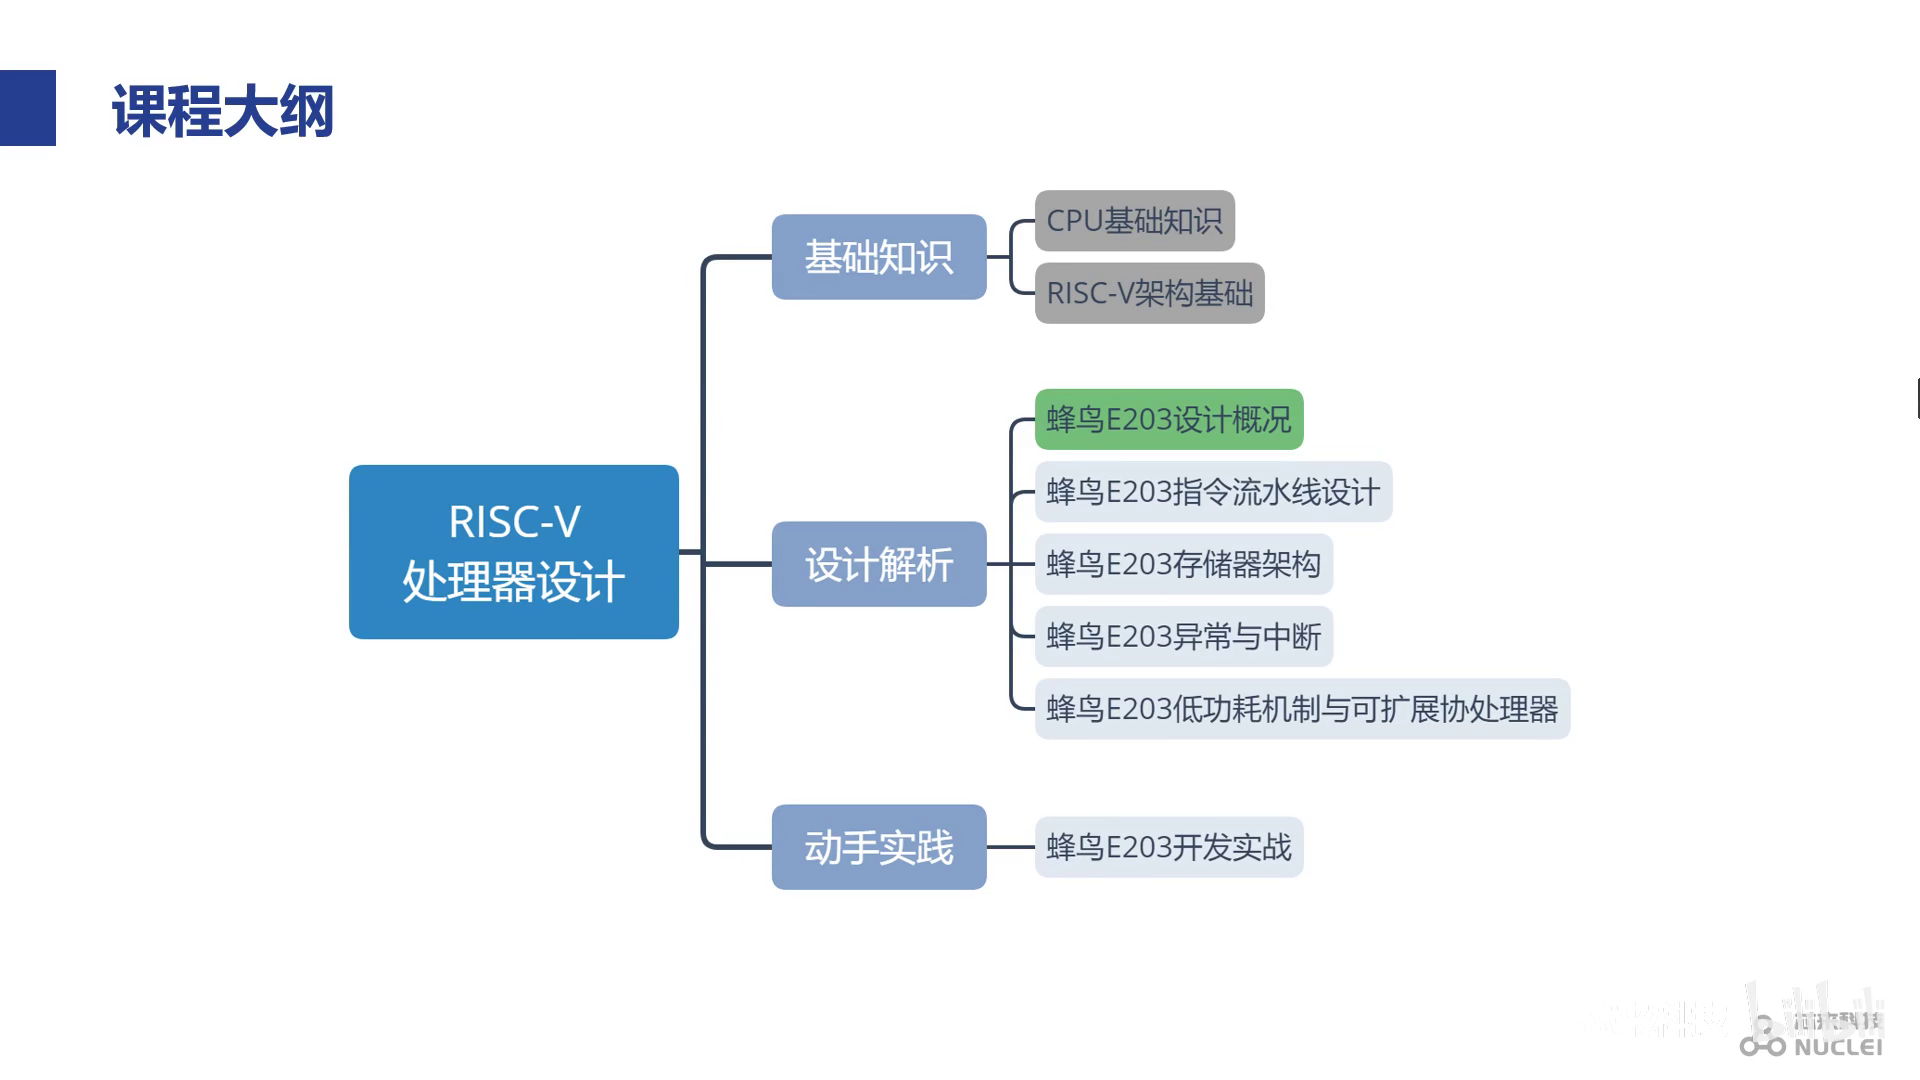 课程大纲
基础知识
CPU基础知识
RISC-V架构基础
RISC-V
处理器设计
设计解析
蜂鸟E203设计概况
蜂鸟E203指令流水线设计
蜂鸟E203存储器架构
蜂鸟E203异常与中断
蜂鸟E203低功耗机制与可扩展协处理器
动手实践
蜂鸟E203开发实战
芯来科技
NUCLEI